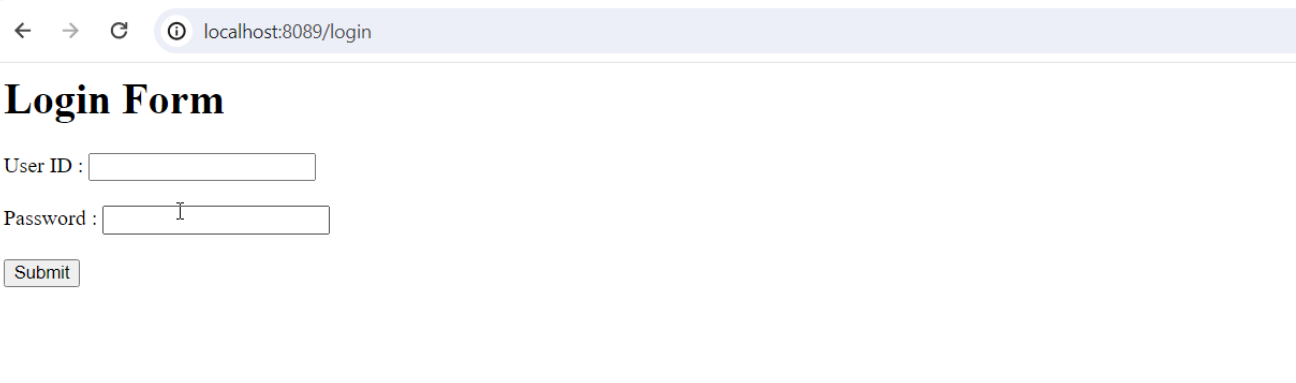 localhost:8089/login
Login Form
User ID :
Password :
Submit